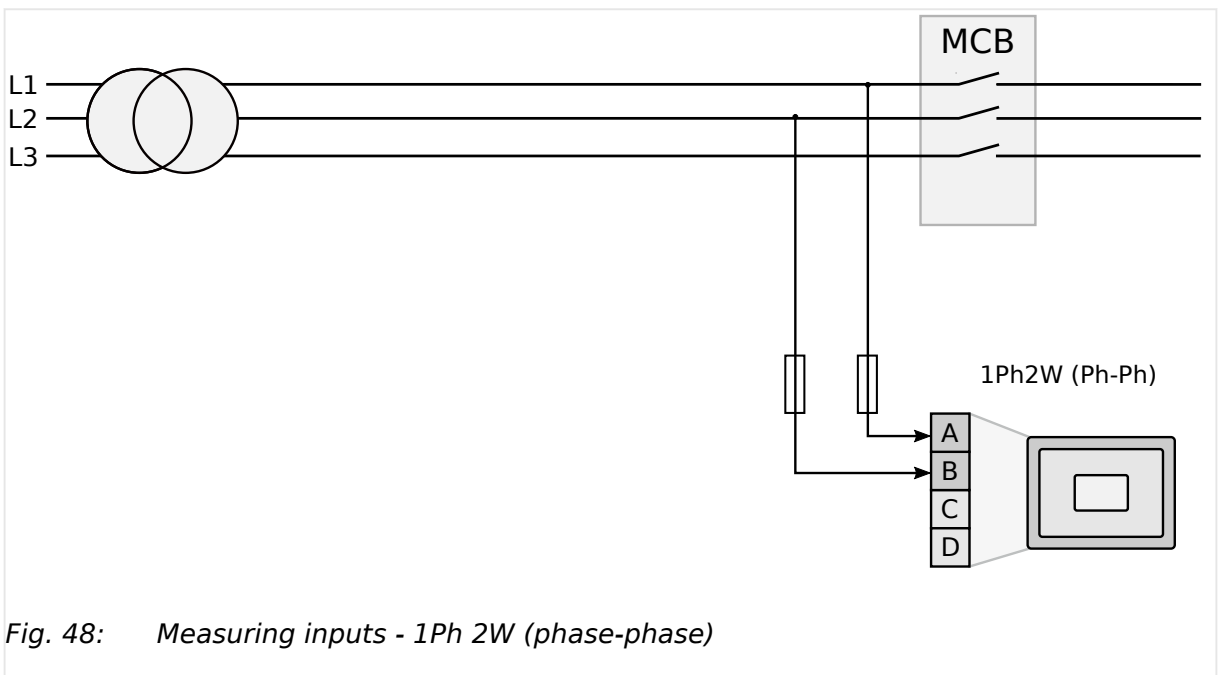 MCB
L1
L2
L3
1Ph2W (Ph-Ph)
A
B
C
D
Fig. 48: Measuring inputs - 1Ph 2W (phase-phase)